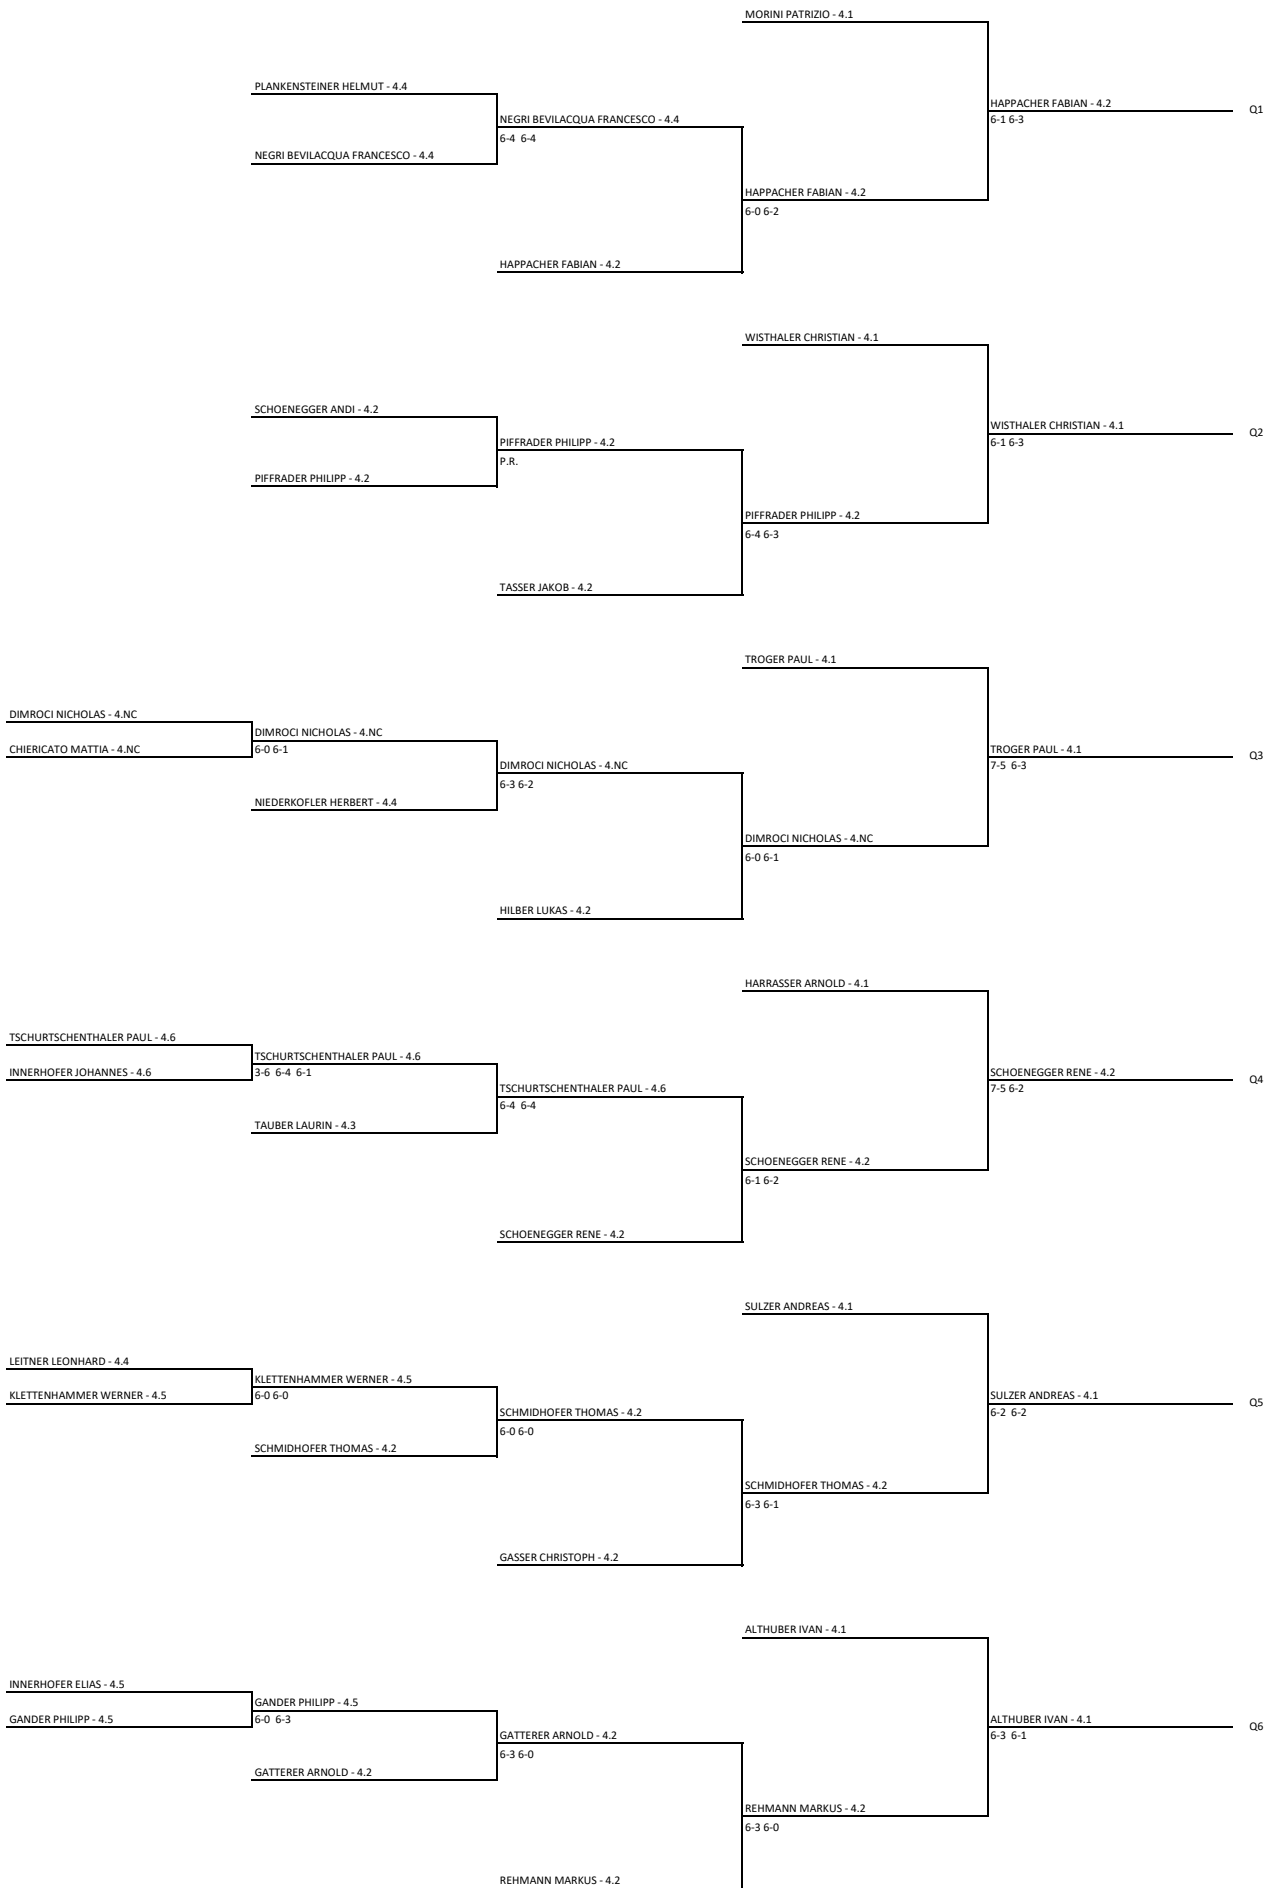 MORINI PATRIZIO - 4.1
PLANKENSTEINER HELMUT - 4.4
HAPPACHER FABIAN - 4.2
Q1
NEGRI BEVILACQUA FRANCESCO - 4.4
6-1 6-3
6-4 6-4
NEGRI BEVILACQUA FRANCESCO - 4.4
HAPPACHER FABIAN - 4.2
6-0 6-2
HAPPACHER FABIAN - 4.2
WISTHALER CHRISTIAN - 4.1
SCHOENEGGER ANDI - 4.2
WISTHALER CHRISTIAN - 4.1
Q2
PIFFRADER PHILIPP - 4.2
6-1 6-3
P.R.
PIFFRADER PHILIPP - 4.2
PIFFRADER PHILIPP - 4.2
6-4 6-3
TASSER JAKOB - 4.2
TROGER PAUL - 4.1
DIMROCI NICHOLAS - 4.NC
DIMROCI NICHOLAS - 4.NC
CHIERICATO MATTIA - 4.NC
6-0 6-1
TROGER PAUL - 4.1
Q3
DIMROCI NICHOLAS - 4.NC
7-5 6-3
6-3 6-2
NIEDERKOFLER HERBERT - 4.4
DIMROCI NICHOLAS - 4.NC
6-0 6-1
HILBER LUKAS - 4.2
HARRASSER ARNOLD - 4.1
TSCHURTSCHENTHALER PAUL - 4.6
TSCHURTSCHENTHALER PAUL - 4.6
INNERHOFER JOHANNES - 4.6
3-6 6-4 6-1
SCHOENEGGER RENE - 4.2
Q4
TSCHURTSCHENTHALER PAUL - 4.6
7-5 6-2
6-4 6-4
TAUBER LAURIN - 4.3
SCHOENEGGER RENE - 4.2
6-1 6-2
SCHOENEGGER RENE - 4.2
SULZER ANDREAS - 4.1
LEITNER LEONHARD - 4.4
KLETTENHAMMER WERNER - 4.5
KLETTENHAMMER WERNER - 4.5
6-0 6-0
SULZER ANDREAS - 4.1
Q5
SCHMIDHOFER THOMAS - 4.2
6-2 6-2
6-0 6-0
SCHMIDHOFER THOMAS - 4.2
SCHMIDHOFER THOMAS - 4.2
6-3 6-1
GASSER CHRISTOPH - 4.2
ALTHUBER IVAN - 4.1
INNERHOFER ELIAS - 4.5
GANDER PHILIPP - 4.5
GANDER PHILIPP - 4.5
6-0 6-3
ALTHUBER IVAN - 4.1
Q6
GATTERER ARNOLD - 4.2
6-3 6-1
6-3 6-0
GATTERER ARNOLD - 4.2
REHMANN MARKUS - 4.2
6-3 6-0
REHMANN MARKUS - 4.2